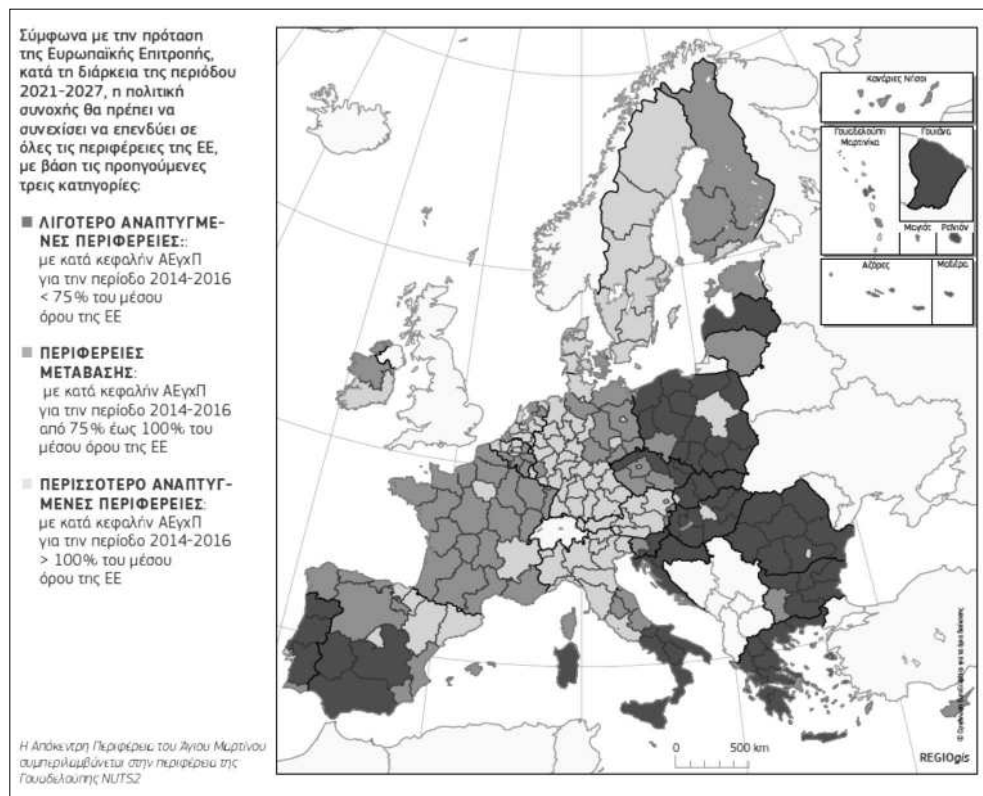 Σύμφωνα με την πρόταση
της Ευρωπαϊκής Επιτροπής,
κατά τη διάρκεια της περιόδου
2021-2027, η πολιτική
συνοχής θα πρέπει να
συνεχίσει να επενδύει σε
όλες τις περιφέρειες της ΕΕ,
με βάση τις προηγούμενες
τρεις κατηγορίες:
ΛΙΓΟΤΕΡΟ ΑΝΑΠΤΥΓΜΕ-
ΝΕΣ ΠΕΡΙΦΕΡΕΙΕΣ::
με κατά κεφαλήν ΑΕγχΠ
για την περίοδο 2014-2016
< 75% του μέσου
όρου της ΕΕ
ΠΕΡΙΦΕΡΕΙΕΣ
ΜΕΤΑΒΑΣΗΣ:
με κατά κεφαλήν ΑΕγχΠ
για την περίοδο 2014-2016
από 75% έως 100% του
μέσου όρου της ΕΕ
ΠΕΡΙΣΣΟΤΕΡΟ ΑΝΑΠΤΥΓ-
ΜΕΝΕΣ ΠΕΡΙΦΕΡΕΙΕΣ:
με κατά κεφαλήν ΑΕγχΠ
για την περίοδο 2014-2016
> 100% του μέσου
όρου της ΕΕ
Η Απόκεντρη Περιφέρεια του Άγιου Μαρτίνου
συμπεριλαμβάνεται στην περιφέρεια της
Γουαδελούπης NUTS2
Κανάριες Νήσοι
Γουαδελούπη
Μαρτινίκα
Γουιάνα
Μαγιότ
Ρεϊνιόν
Αζόρες
Μαδέρα
0 500 km
REGIOgis